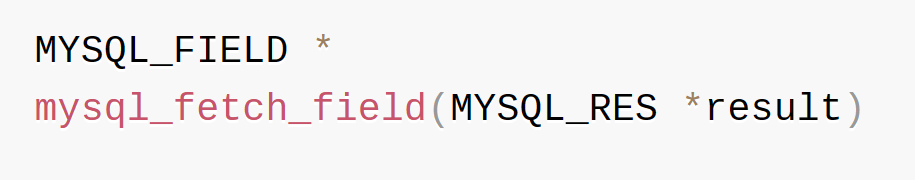 MYSQL_FIELD *
mysql_fetch_field(MYSQL_RES *result)